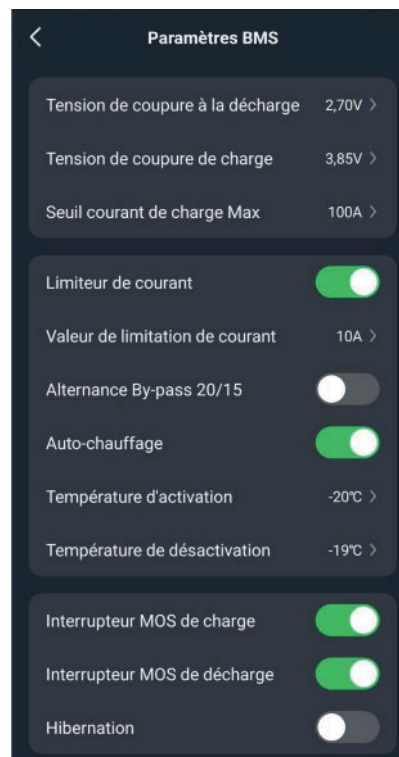 Paramètres BMS
Tension de coupure à la décharge 2,70V
Tension de coupure de charge 3,85V
Seuil courant de charge Max 100A
Limiteur de courant
Valeur de limitation de courant 10A
Alternance By-pass 20/15
Auto-chauffage
Température d'activation -20℃
Température de désactivation -19℃
Interrupteur MOS de charge
Interrupteur MOS de décharge
Hibernation